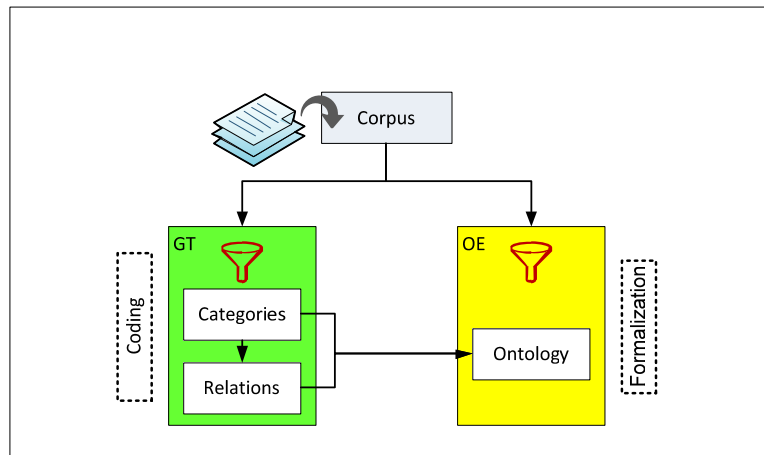 Corpus
GT
OE
Coding
Categories
Relations
Ontology
Formalization